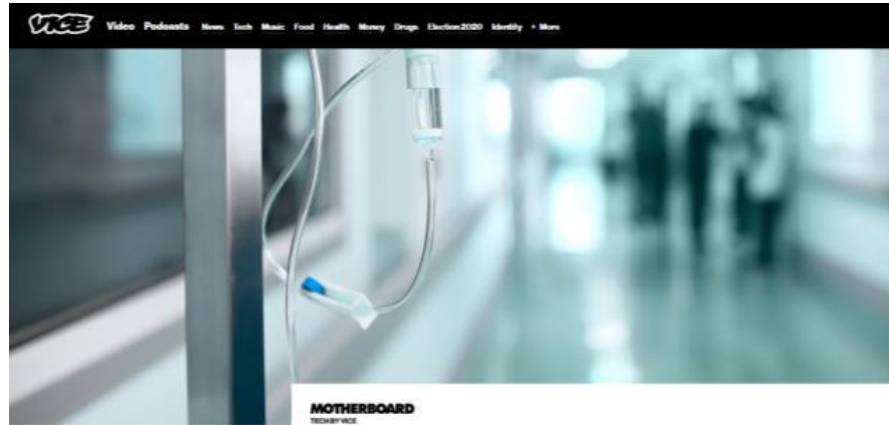 VICE Video Podcasts News Tech Music Food Health Money Drugs Election 2020 Identity + More
MOTHERBOARD
TECH BY VICE